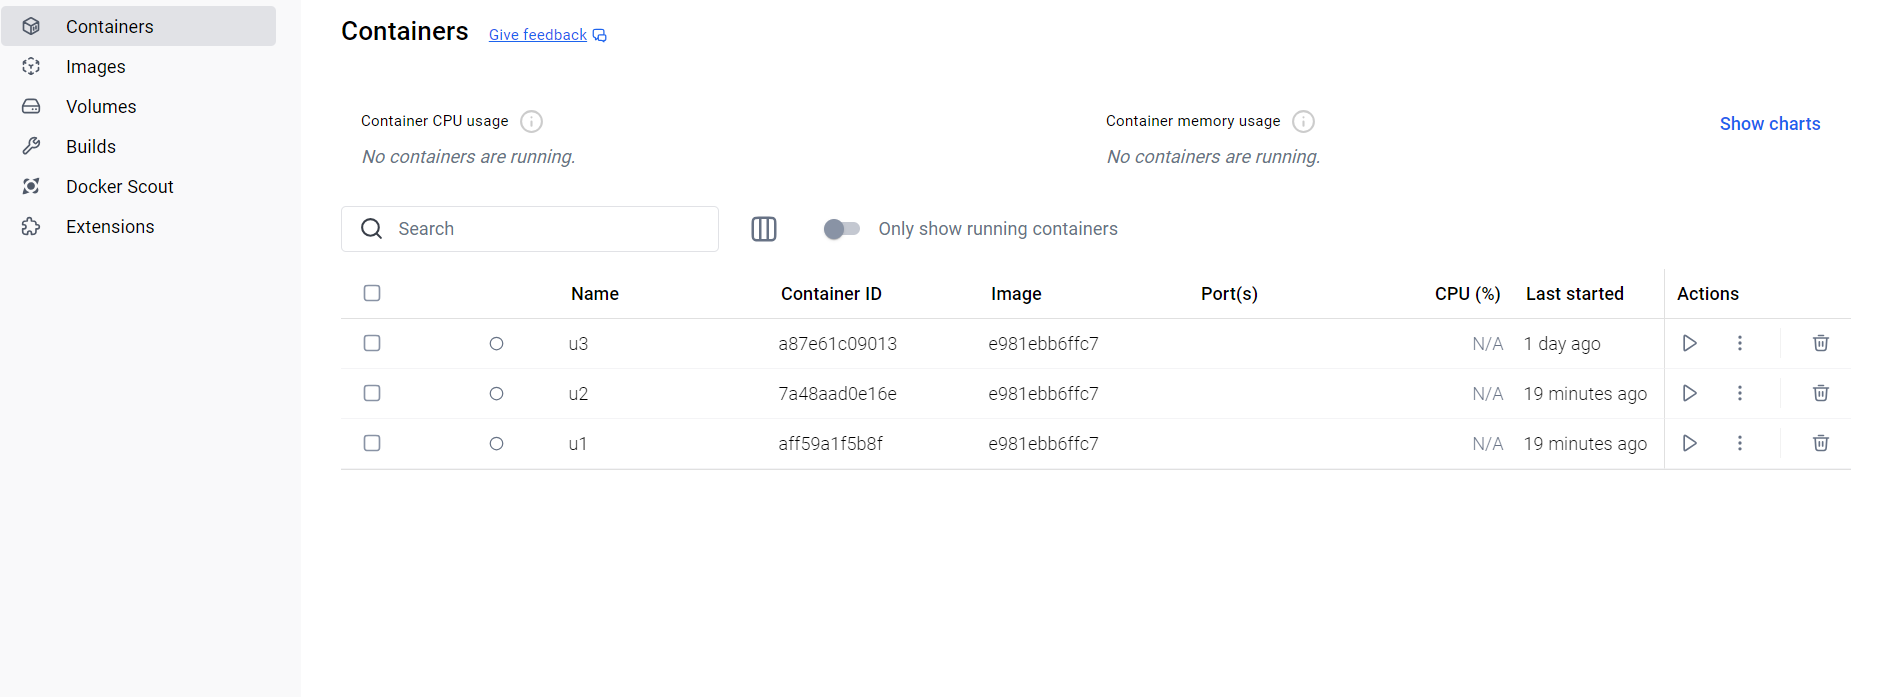 Containers
Images
Volumes
Builds
Docker Scout
Extensions
Containers Give feedback
Container CPU usage
No containers are running.
Container memory usage
No containers are running.
Show charts
Search
Only show running containers
Name Container ID Image Port(s) CPU (%) Last started Actions
u3 a87e61c09013 e981ebb6ffc7 N/A 1 day ago
u2 7a48aad0e16e e981ebb6ffc7 N/A 19 minutes ago
u1 aff59a1f5b8f e981ebb6ffc7 N/A 19 minutes ago